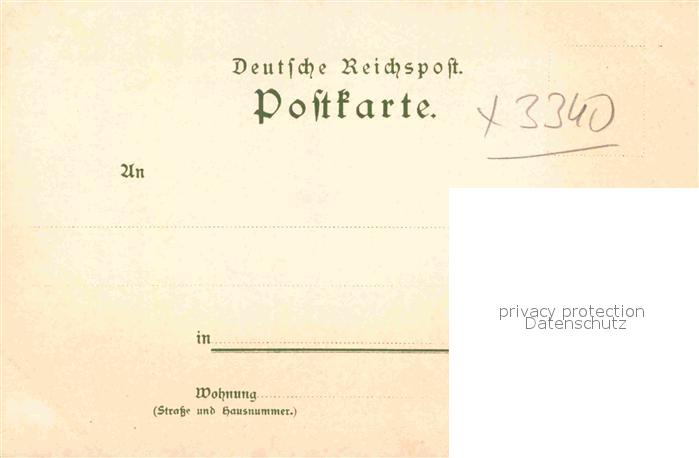 Deutsche Reichspost.
Postkarte.
x 3340
An
privacy protection
Datenschutz
in
Wohnung
(Straße und Hausnummer.)